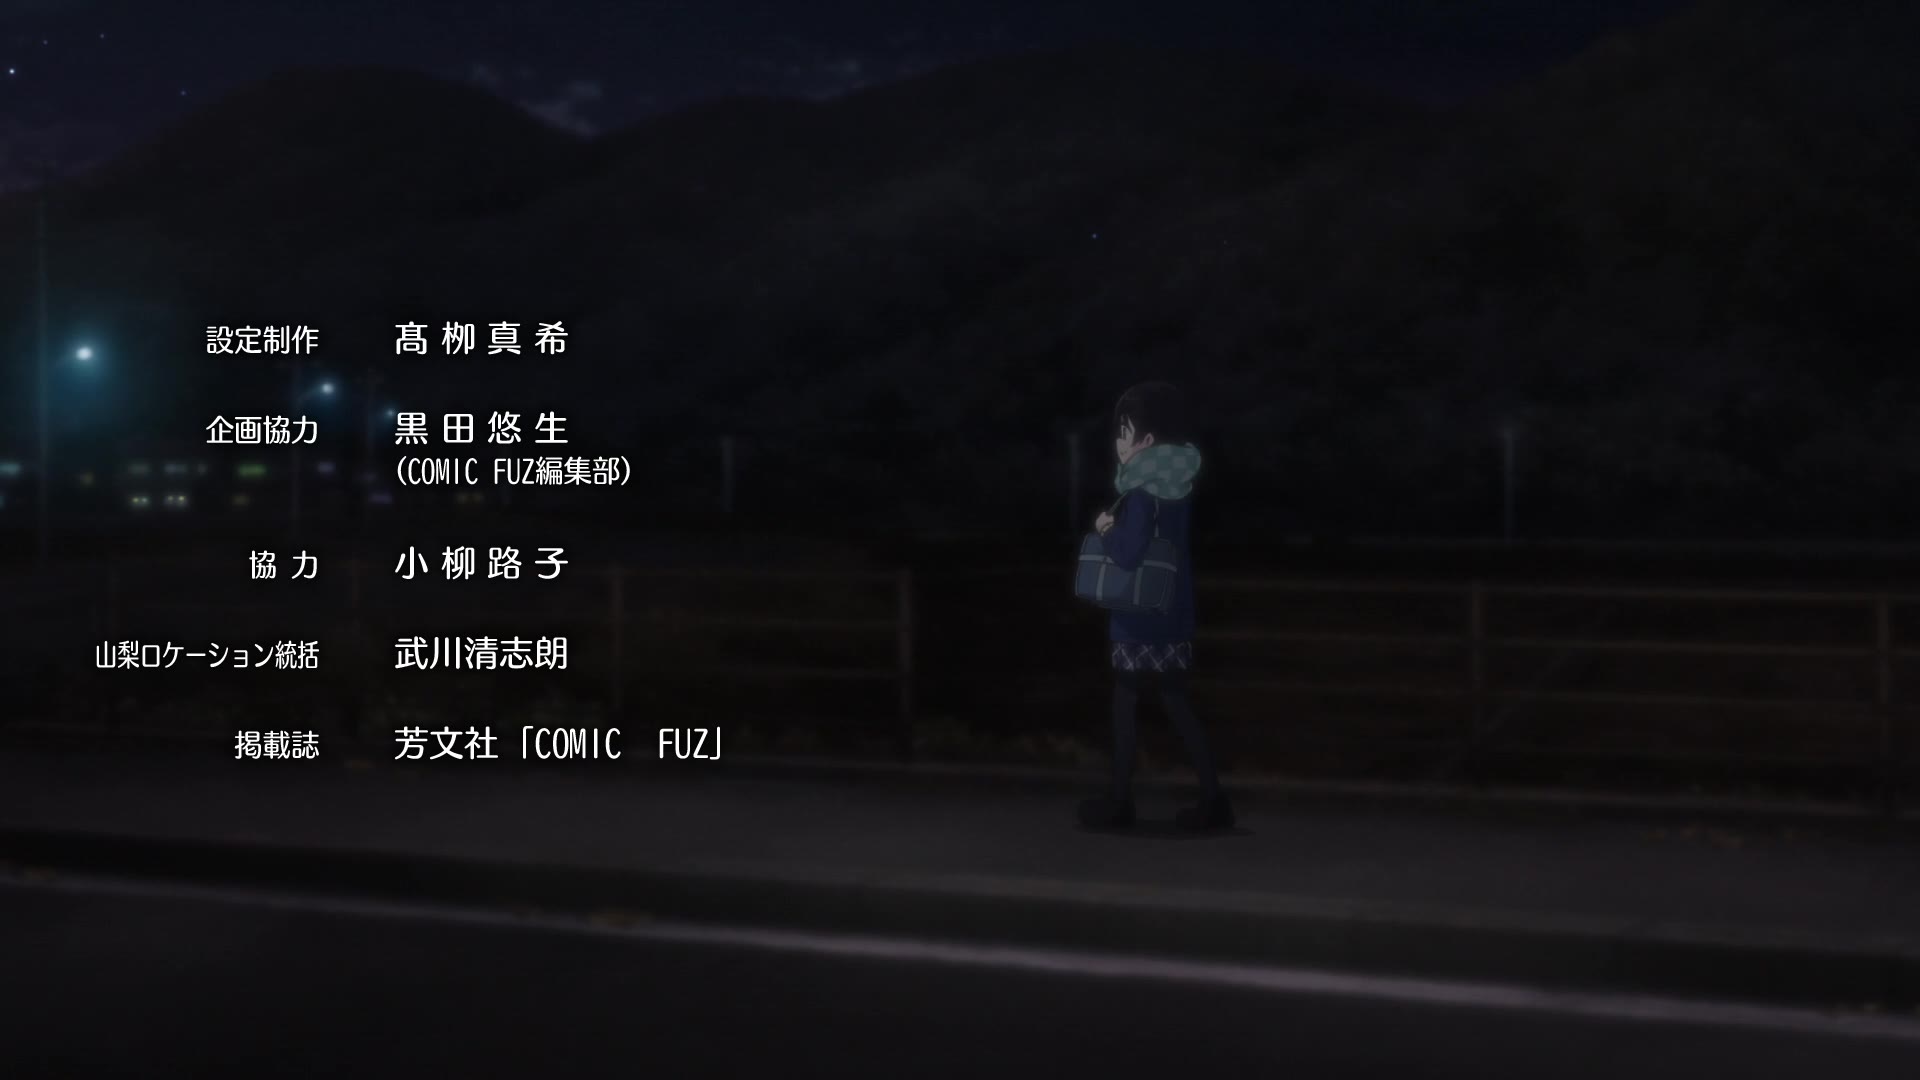 設定制作 髙栁真希
企画協力 黒田悠生
(COMIC FUZ編集部)
協力 小柳路子
山梨ロケーション統括 武川清志朗
掲載誌 芳文社「COMIC FUZ」